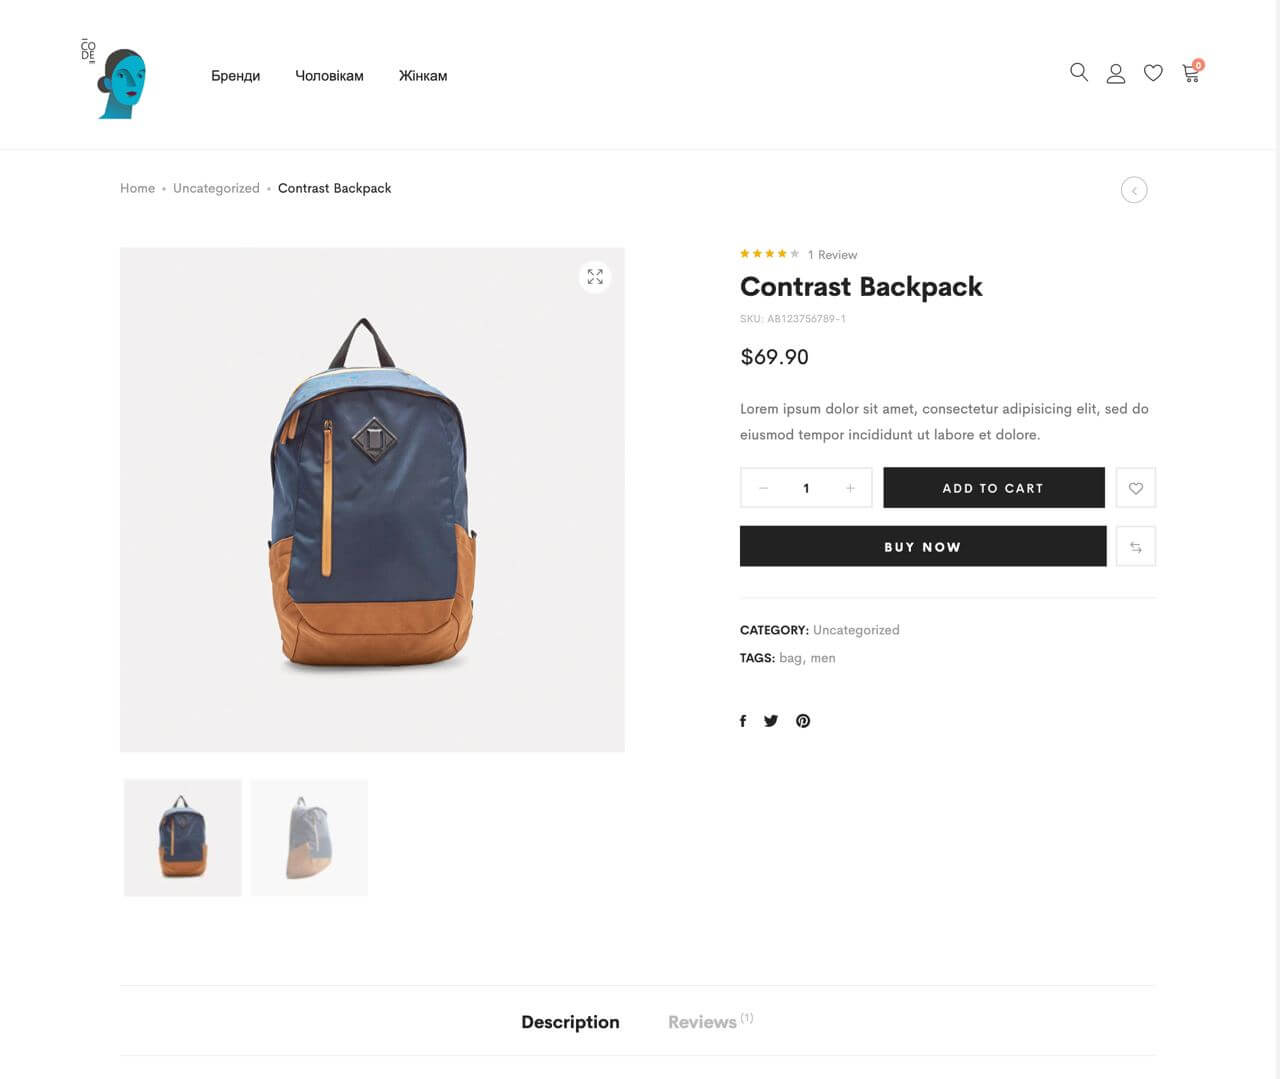 CO
DE
Бренди
Чоловікам
Жінкам
0
Home • Uncategorized • Contrast Backpack
1 Review
Contrast Backpack
SKU: AB123756789-1
$69.90
Lorem ipsum dolor sit amet, consectetur adipisicing elit, sed do
eiusmod tempor incididunt ut labore et dolore.
− 1 +
ADD TO CART
BUY NOW
CATEGORY: Uncategorized
TAGS: bag, men
Description
Reviews (1)